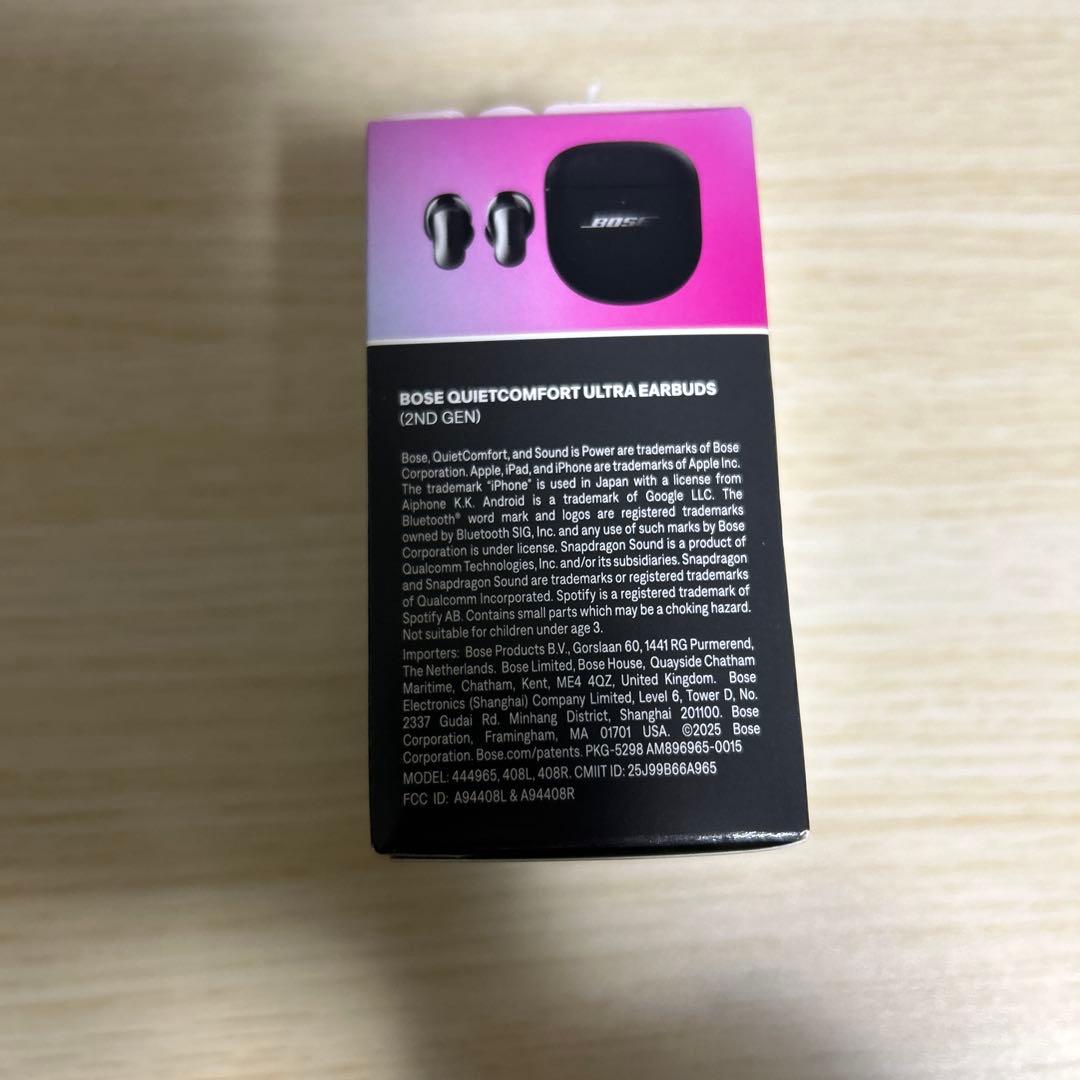 BOSE
BOSE QUIETCOMFORT ULTRA EARBUDS
(2ND GEN)
Bose, QuietComfort, and Sound is Power are trademarks of Bose
Corporation. Apple, iPad, and iPhone are trademarks of Apple Inc.
The trademark "iPhone" is used in Japan with a license from
Aiphone K.K. Android is a trademark of Google LLC. The
Bluetooth® word mark and logos are registered trademarks
owned by Bluetooth SIG, Inc. and any use of such marks by Bose
Corporation is under license. Snapdragon Sound is a product of
Qualcomm Technologies, Inc. and/or its subsidiaries. Snapdragon
and Snapdragon Sound are trademarks or registered trademarks
of Qualcomm Incorporated. Spotify is a registered trademark of
Spotify AB. Contains small parts which may be a choking hazard.
Not suitable for children under age 3.
Importers: Bose Products B.V., Gorslaan 60, 1441 RG Purmerend,
The Netherlands. Bose Limited, Bose House, Quayside Chatham
Maritime, Chatham, Kent, ME4 4QZ, United Kingdom. Bose
Electronics (Shanghai) Company Limited, Level 6, Tower D, No.
2337 Gudai Rd. Minhang District, Shanghai 201100. Bose
Corporation, Framingham, MA 01701 USA. ©2025 Bose
Corporation. Bose.com/patents. PKG-5298 AM896965-0015
MODEL: 444965, 408L, 408R. CMIIT ID: 25J99B66A965
FCC ID: A94408L & A94408R